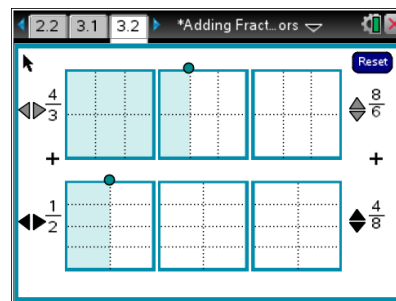 2.2 3.1 3.2 *Adding Fract...ors
Reset
4/3 8/6
+ +
1/2 4/8